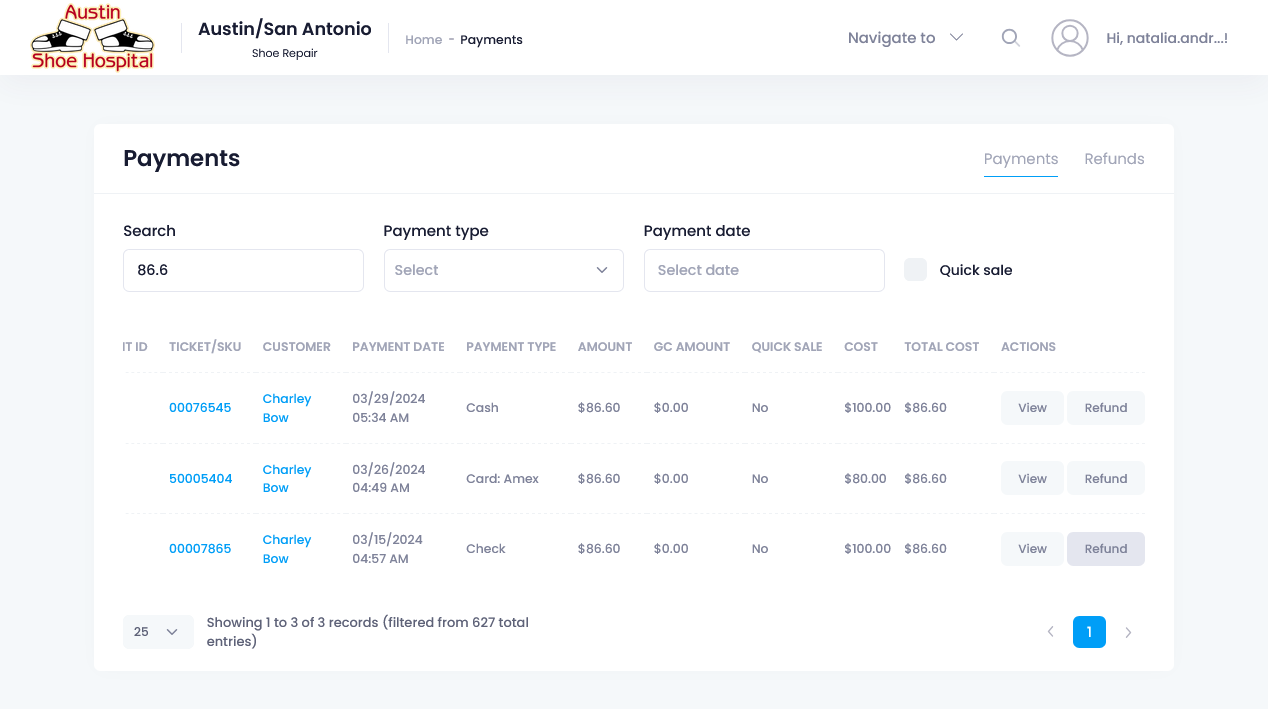 Austin
Shoe Hospital
Austin/San Antonio
Shoe Repair
Home - Payments
Navigate to
Hi, natalia.andr...!
Payments
Payments Refunds
Search Payment type Payment date
86.6 Select Select date Quick sale
IT ID TICKET/SKU CUSTOMER PAYMENT DATE PAYMENT TYPE AMOUNT GC AMOUNT QUICK SALE COST TOTAL COST ACTIONS
00076545 Charley Bow 03/29/2024 05:34 AM Cash $86.60 $0.00 No $100.00 $86.60 View Refund
50005404 Charley Bow 03/26/2024 04:49 AM Card: Amex $86.60 $0.00 No $80.00 $86.60 View Refund
00007865 Charley Bow 03/15/2024 04:57 AM Check $86.60 $0.00 No $100.00 $86.60 View Refund
25 Showing 1 to 3 of 3 records (filtered from 627 total
entries)
1